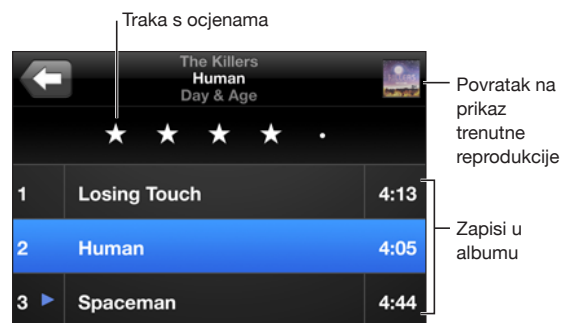 Traka s ocjenama
The Killers
Human
Day & Age
Povratak na
prikaz
trenutne
reprodukcije
1 Losing Touch 4:13
2 Human 4:05
3 Spaceman 4:44
Zapisi u
albumu